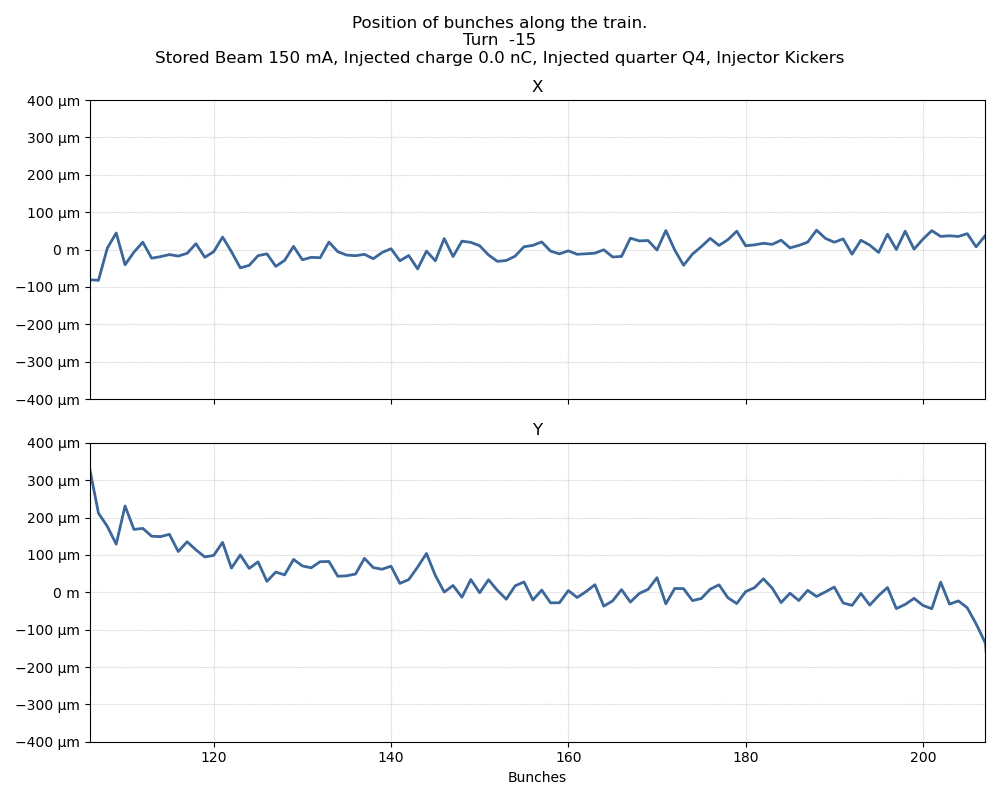 Position of bunches along the train.
Turn  -15
Stored Beam 150 mA, Injected charge 0.0 nC, Injected quarter Q4, Injector Kickers
X
400 µm
300 µm
200 µm
100 µm
0 m
−100 µm
−200 µm
−300 µm
−400 µm
Y
400 µm
300 µm
200 µm
100 µm
0 m
−100 µm
−200 µm
−300 µm
−400 µm
120 140 160 180 200
Bunches